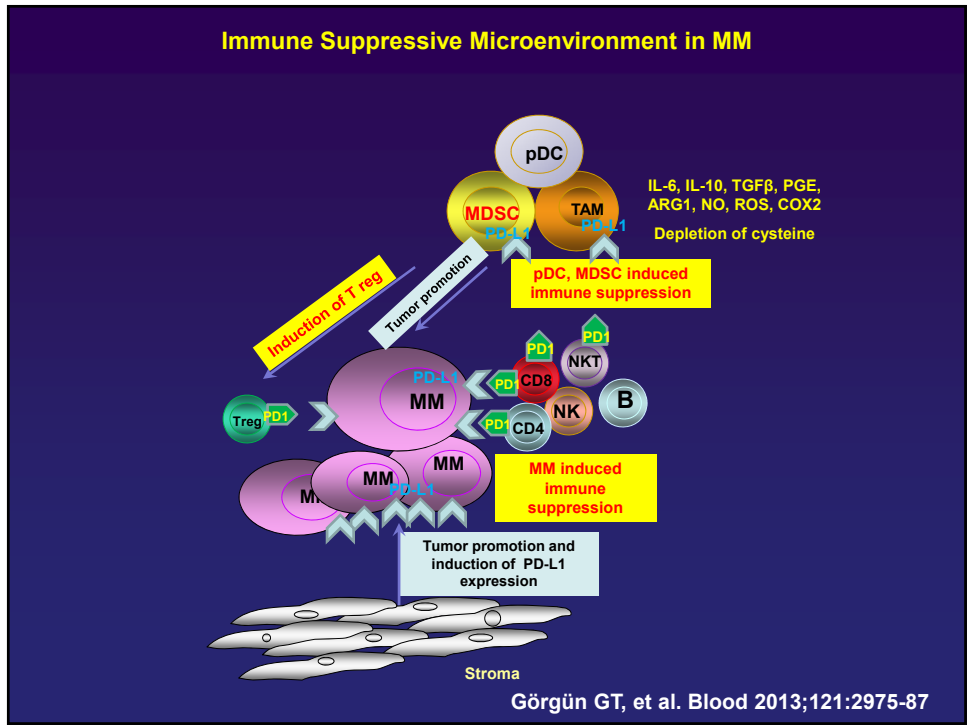 Immune Suppressive Microenvironment in MM
pDC
MDSC
PD-L1
TAM
PD-L1
IL-6, IL-10, TGFβ, PGE,
ARG1, NO, ROS, COX2
Depletion of cysteine
pDC, MDSC induced
immune suppression
Induction of T reg
Tumor promotion
PD-L1
MM
Treg
PD1
PD1
CD8
PD1
PD1
NKT
PD1
CD4
NK
B
MM
MM
PD-L1
MM induced
immune
suppression
Tumor promotion and
induction of PD-L1
expression
Stroma
Görgün GT, et al. Blood 2013;121:2975-87